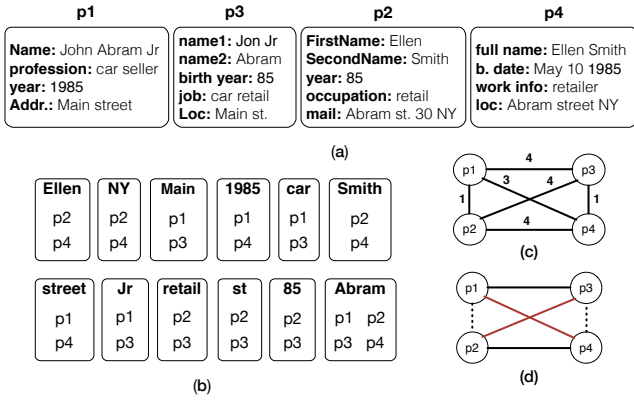 p1
p3
p2
p4
Name: John Abram Jr
profession: car seller
year: 1985
Addr.: Main street
name1: Jon Jr
name2: Abram
birth year: 85
job: car retail
Loc: Main st.
FirstName: Ellen
SecondName: Smith
year: 85
occupation: retail
mail: Abram st. 30 NY
full name: Ellen Smith
b. date: May 10 1985
work info: retailer
loc: Abram street NY
(a)
Ellen
p2
p4
NY
p2
p4
Main
p1
p3
1985
p1
p4
car
p1
p3
Smith
p2
p4
street
p1
p4
Jr
p1
p3
retail
p2
p3
st
p2
p3
85
p2
p3
Abram
p1 p2
p3 p4
(b)
p1
4
p3
3
4
1
1
p2
4
p4
(c)
p1
p3
p2
p4
(d)